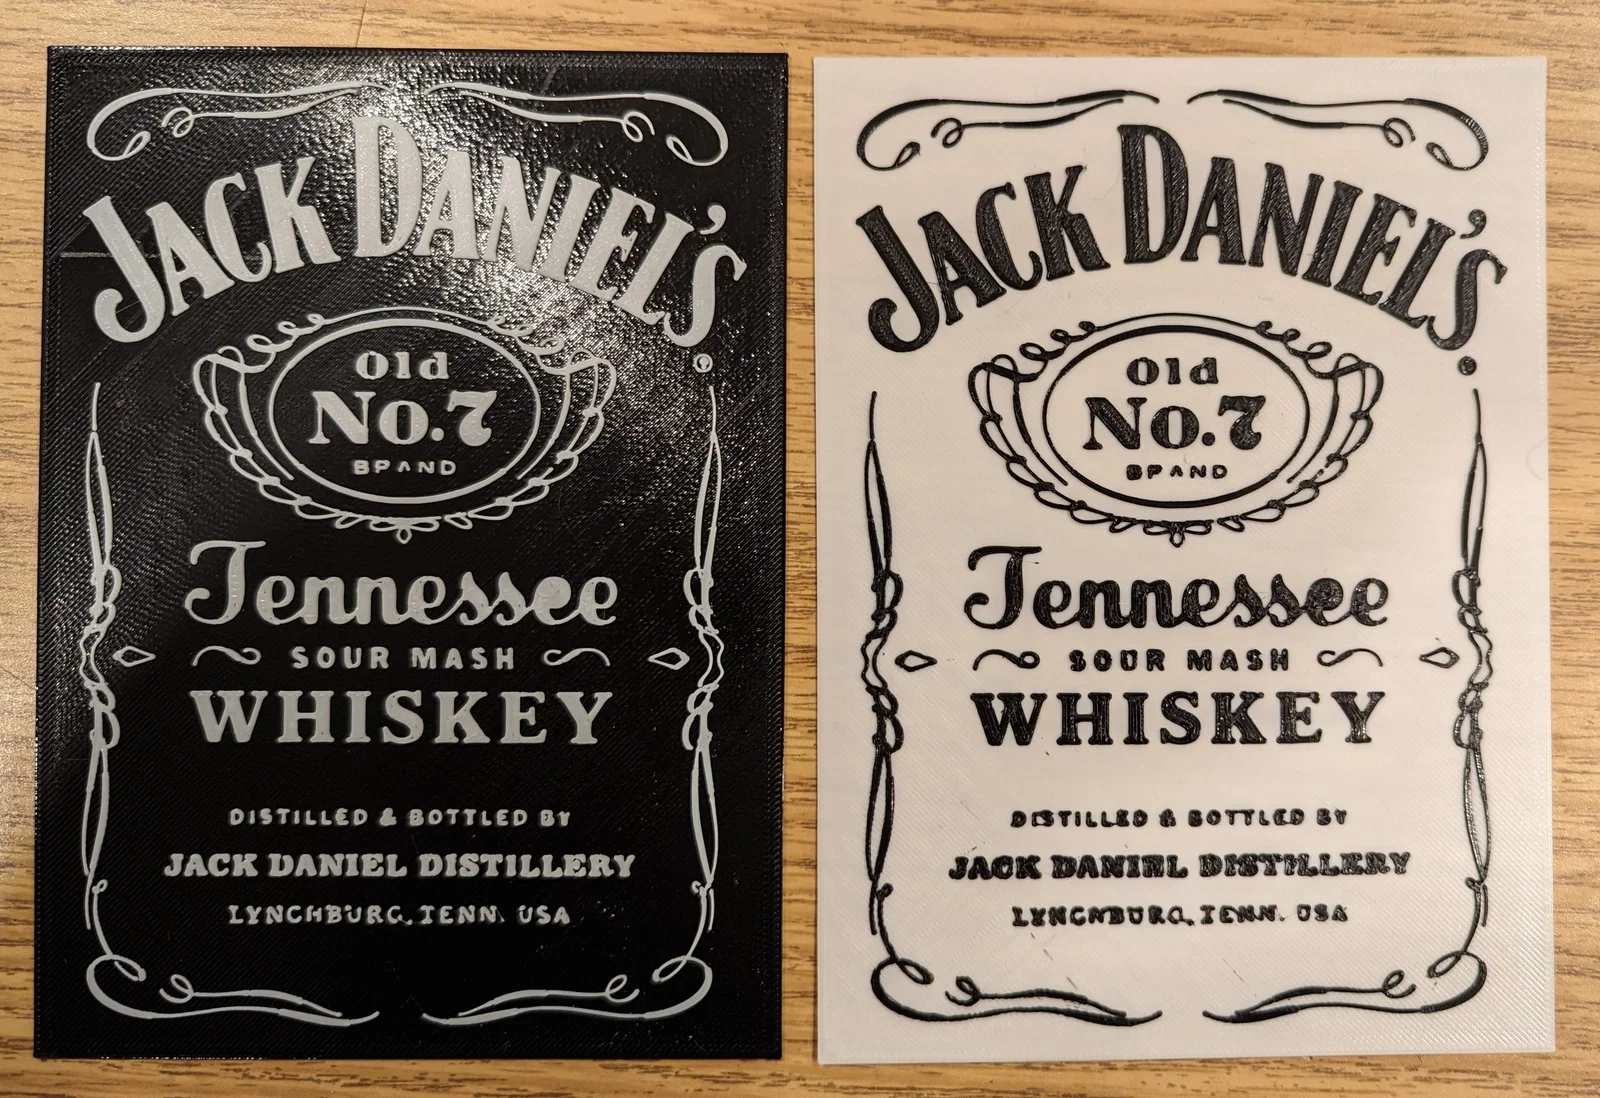 JACK DANIEL'S
Old
No.7
BRAND
Tennessee
SOUR MASH
WHISKEY
DISTILLED & BOTTLED BY
JACK DANIEL DISTILLERY
LYNCHBURG, TENN. USA
JACK DANIEL'S
Old
No.7
BRAND
Tennessee
SOUR MASH
WHISKEY
DISTILLED & BOTTLED BY
JACK DANIEL DISTILLERY
LYNCHBURG, TENN. USA